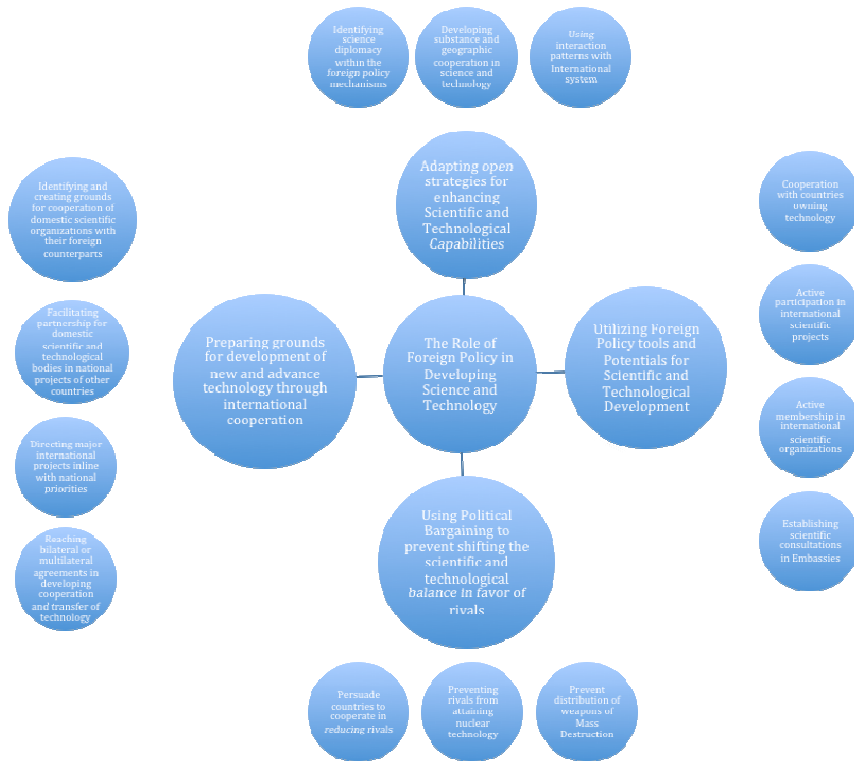 Identifying
science
diplomacy
within the
foreign policy
mechanisms
Developing
substance and
geographic
cooperation in
science and
technology
Using
interaction
patterns with
International
system
Adapting open
strategies for
enhancing
Scientific and
Technological
Capabilities
Identifying and
creating grounds
for cooperation of
domestic scientific
organizations with
their foreign
counterparts
Facilitating
partnership for
domestic
scientific and
technological
bodies in national
projects of other
countries
Directing major
international
projects inline
with national
priorities
Reaching
bilateral or
multilateral
agreements in
developing
cooperation
and transfer of
technology
Preparing grounds
for development of
new and advance
technology through
international
cooperation
The Role of
Foreign Policy in
Developing
Science and
Technology
Utilizing Foreign
Policy tools and
Potentials for
Scientific and
Technological
Development
Cooperation
with countries
owning
technology
Active
participation in
international
scientific
projects
Active
membership in
international
scientific
organizations
Establishing
scientific
consultations
in Embassies
Using Political
Bargaining to
prevent shifting the
scientific and
technological
balance in favor of
rivals
Persuade
countries to
cooperate in
reducing rivals
Preventing
rivals from
attaining
nuclear
technology
Prevent
distribution of
weapons of
Mass
Destruction